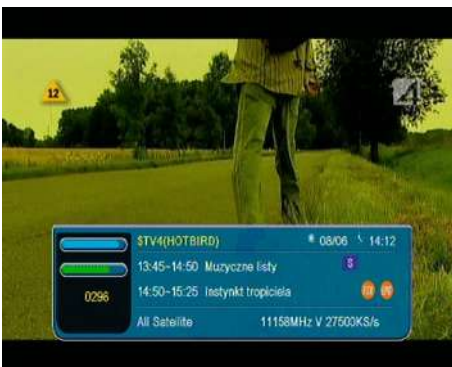 12
4
$TV4(HOTBIRD) 08/06 14:12
13:45~14:50 Muzyczne listy S
0296
14:50~15:25 Instynkt tropiciela
All Satellite 11158MHz V 27500KS/s